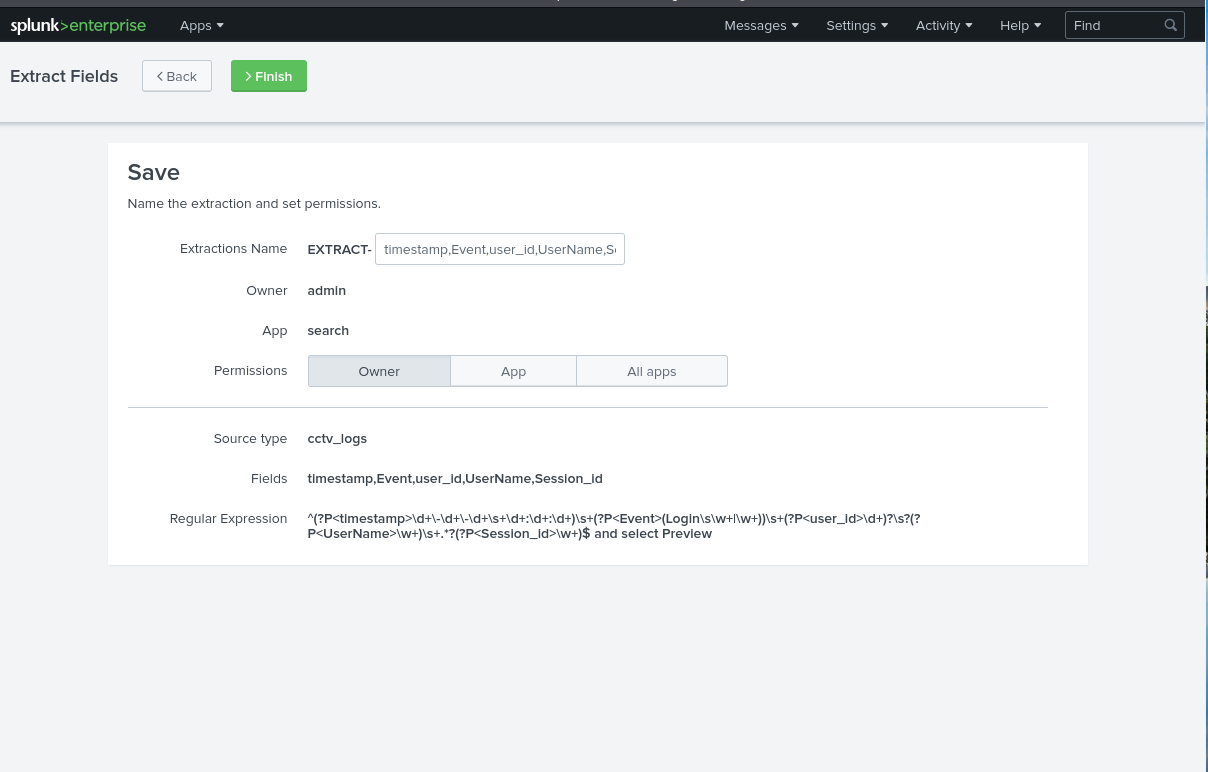 splunk>enterprise Apps Messages Settings Activity Help Find
Extract Fields < Back > Finish
Save
Name the extraction and set permissions.
Extractions Name EXTRACT- timestamp,Event,user_id,UserName,S
Owner admin
App search
Permissions Owner App All apps
Source type cctv_logs
Fields timestamp,Event,user_id,UserName,Session_id
Regular Expression ^(?P<timestamp>\d+\-\d+\-\d+\s+\d+:\d+:\d+)\s+(?P<Event>(Login\s\w+|\w+))\s+(?P<user_id>\d+)?\s?(?
P<UserName>\w+)\s+.*?(?P<Session_id>\w+)$ and select Preview